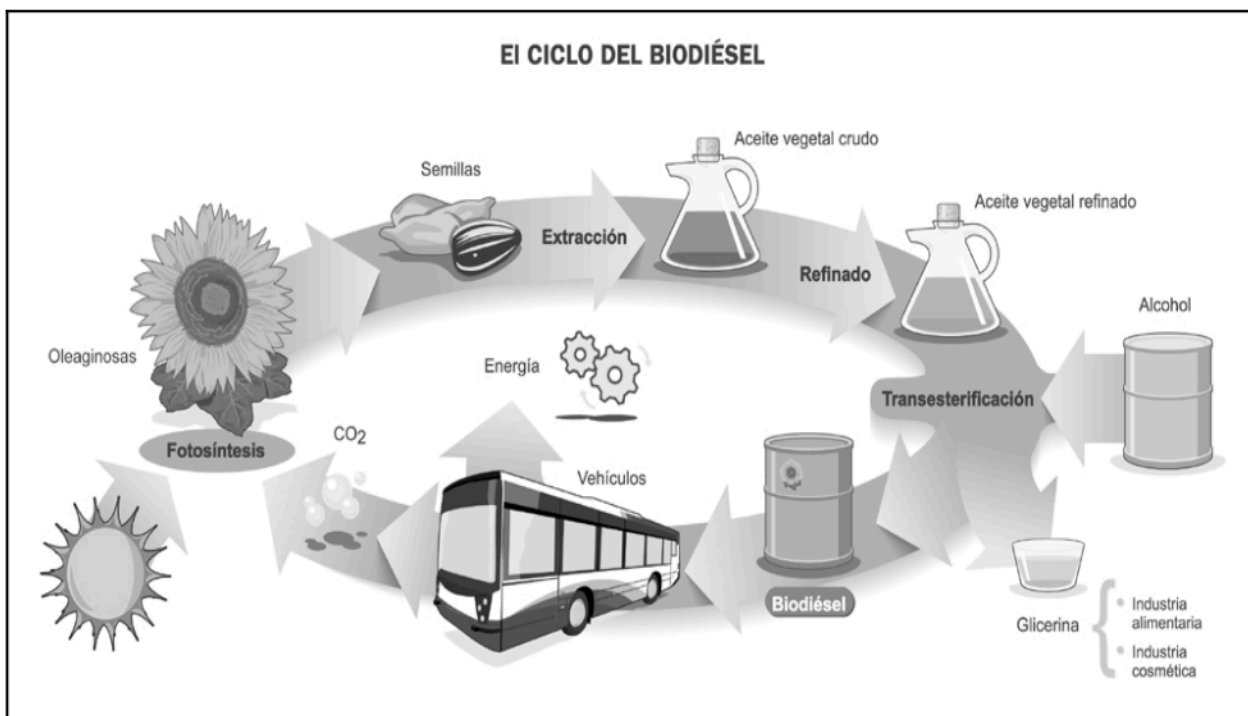 El CICLO DEL BIODIÉSEL
Aceite vegetal crudo
Semillas
Aceite vegetal refinado
Extracción
Refinado
Alcohol
Oleaginosas
Energía
Transesterificación
CO2
Fotosíntesis
Vehículos
Biodiésel
Glicerina
• Industria
alimentaria
• Industria
cosmética